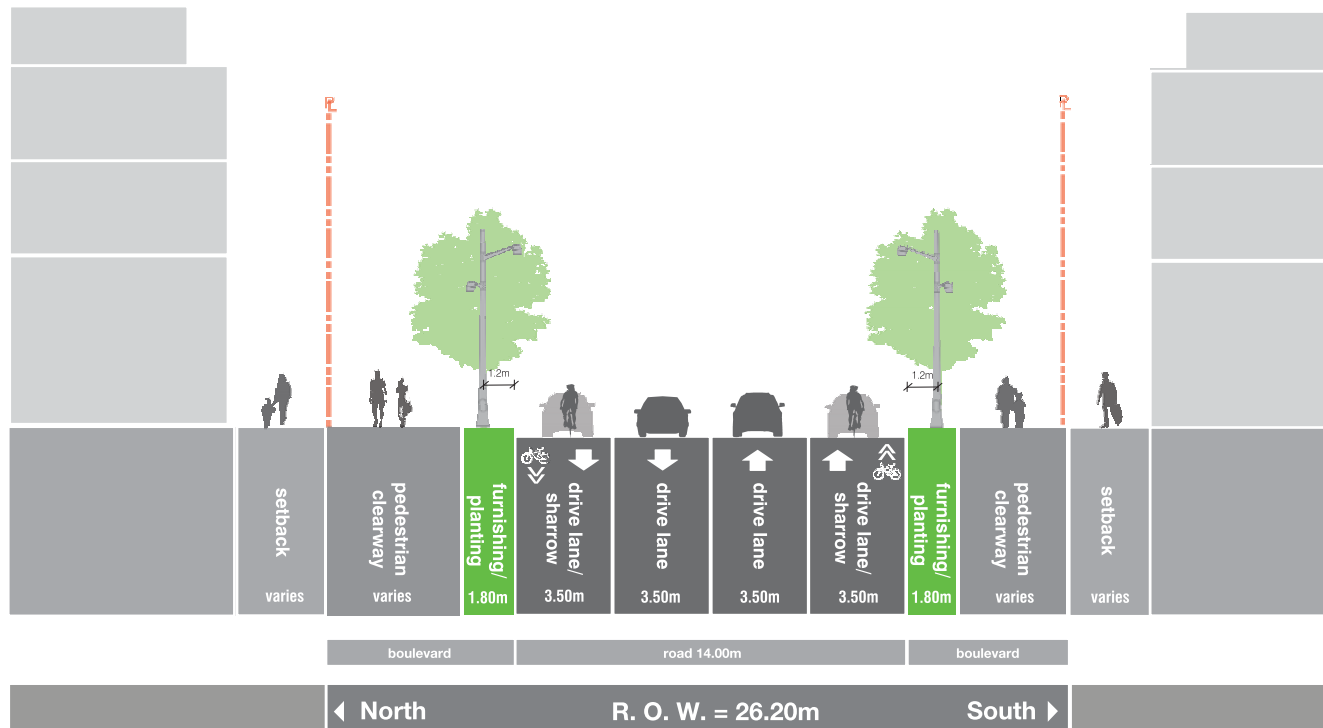 PL
PL
1.2m
1.2m
setback
varies
pedestrian
clearway
varies
furnishing/
planting
1.80m
drive lane/
sharrow
3.50m
drive lane
3.50m
drive lane
3.50m
drive lane/
sharrow
3.50m
furnishing/
planting
1.80m
pedestrian
clearway
varies
setback
varies
boulevard
road 14.00m
boulevard
North
R. O. W. = 26.20m
South